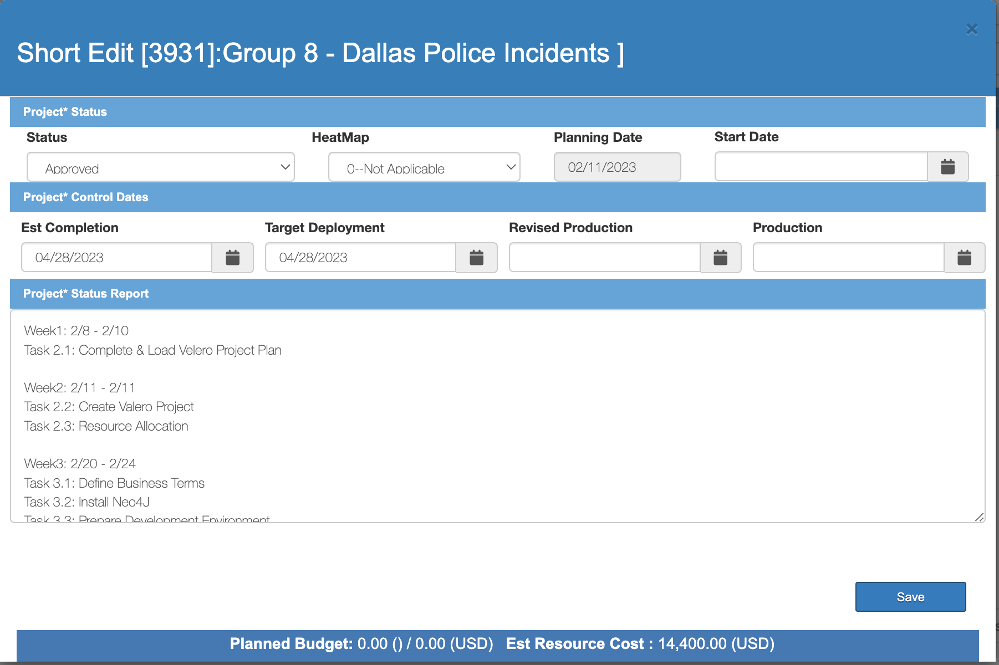 Short Edit [3931]:Group 8 - Dallas Police Incidents ]
Project* Status
Status HeatMap Planning Date Start Date
Approved 0--Not Applicable 02/11/2023
Project* Control Dates
Est Completion Target Deployment Revised Production Production
04/28/2023 04/28/2023
Project* Status Report
Week1: 2/8 - 2/10
Task 2.1: Complete & Load Velero Project Plan
Week2: 2/11 - 2/11
Task 2.2: Create Valero Project
Task 2.3: Resource Allocation
Week3: 2/20 - 2/24
Task 3.1: Define Business Terms
Task 3.2: Install Neo4J
Task 3.3: Prepare Development Environment
Save
Planned Budget: 0.00 () / 0.00 (USD) Est Resource Cost : 14,400.00 (USD)